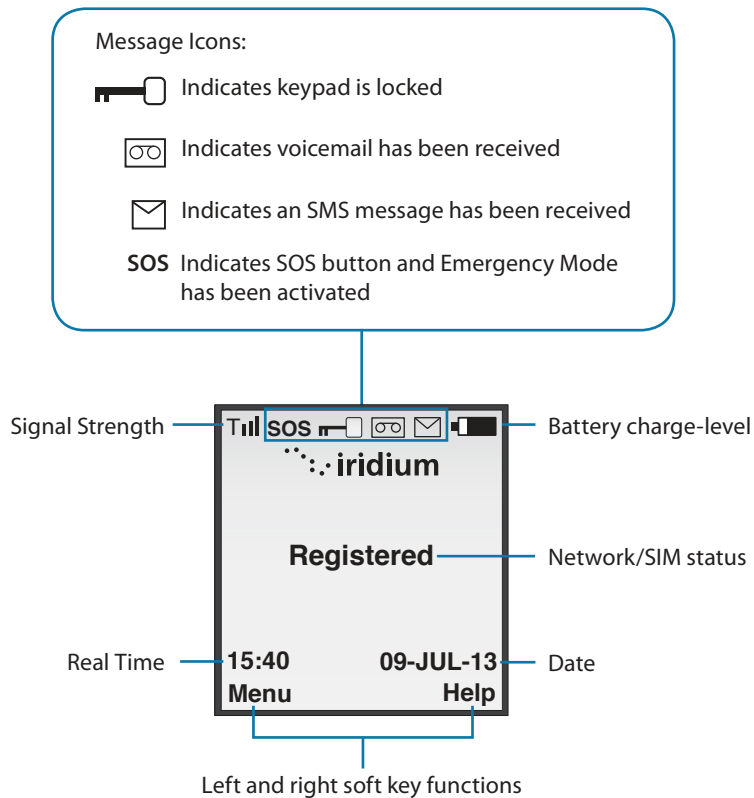 Message Icons:
Indicates keypad is locked
Indicates voicemail has been received
Indicates an SMS message has been received
SOS Indicates SOS button and Emergency Mode
has been activated
Signal Strength
T SOS
Battery charge-level
iridium
Registered
Network/SIM status
Real Time
15:40 09-JUL-13
Date
Menu Help
Left and right soft key functions